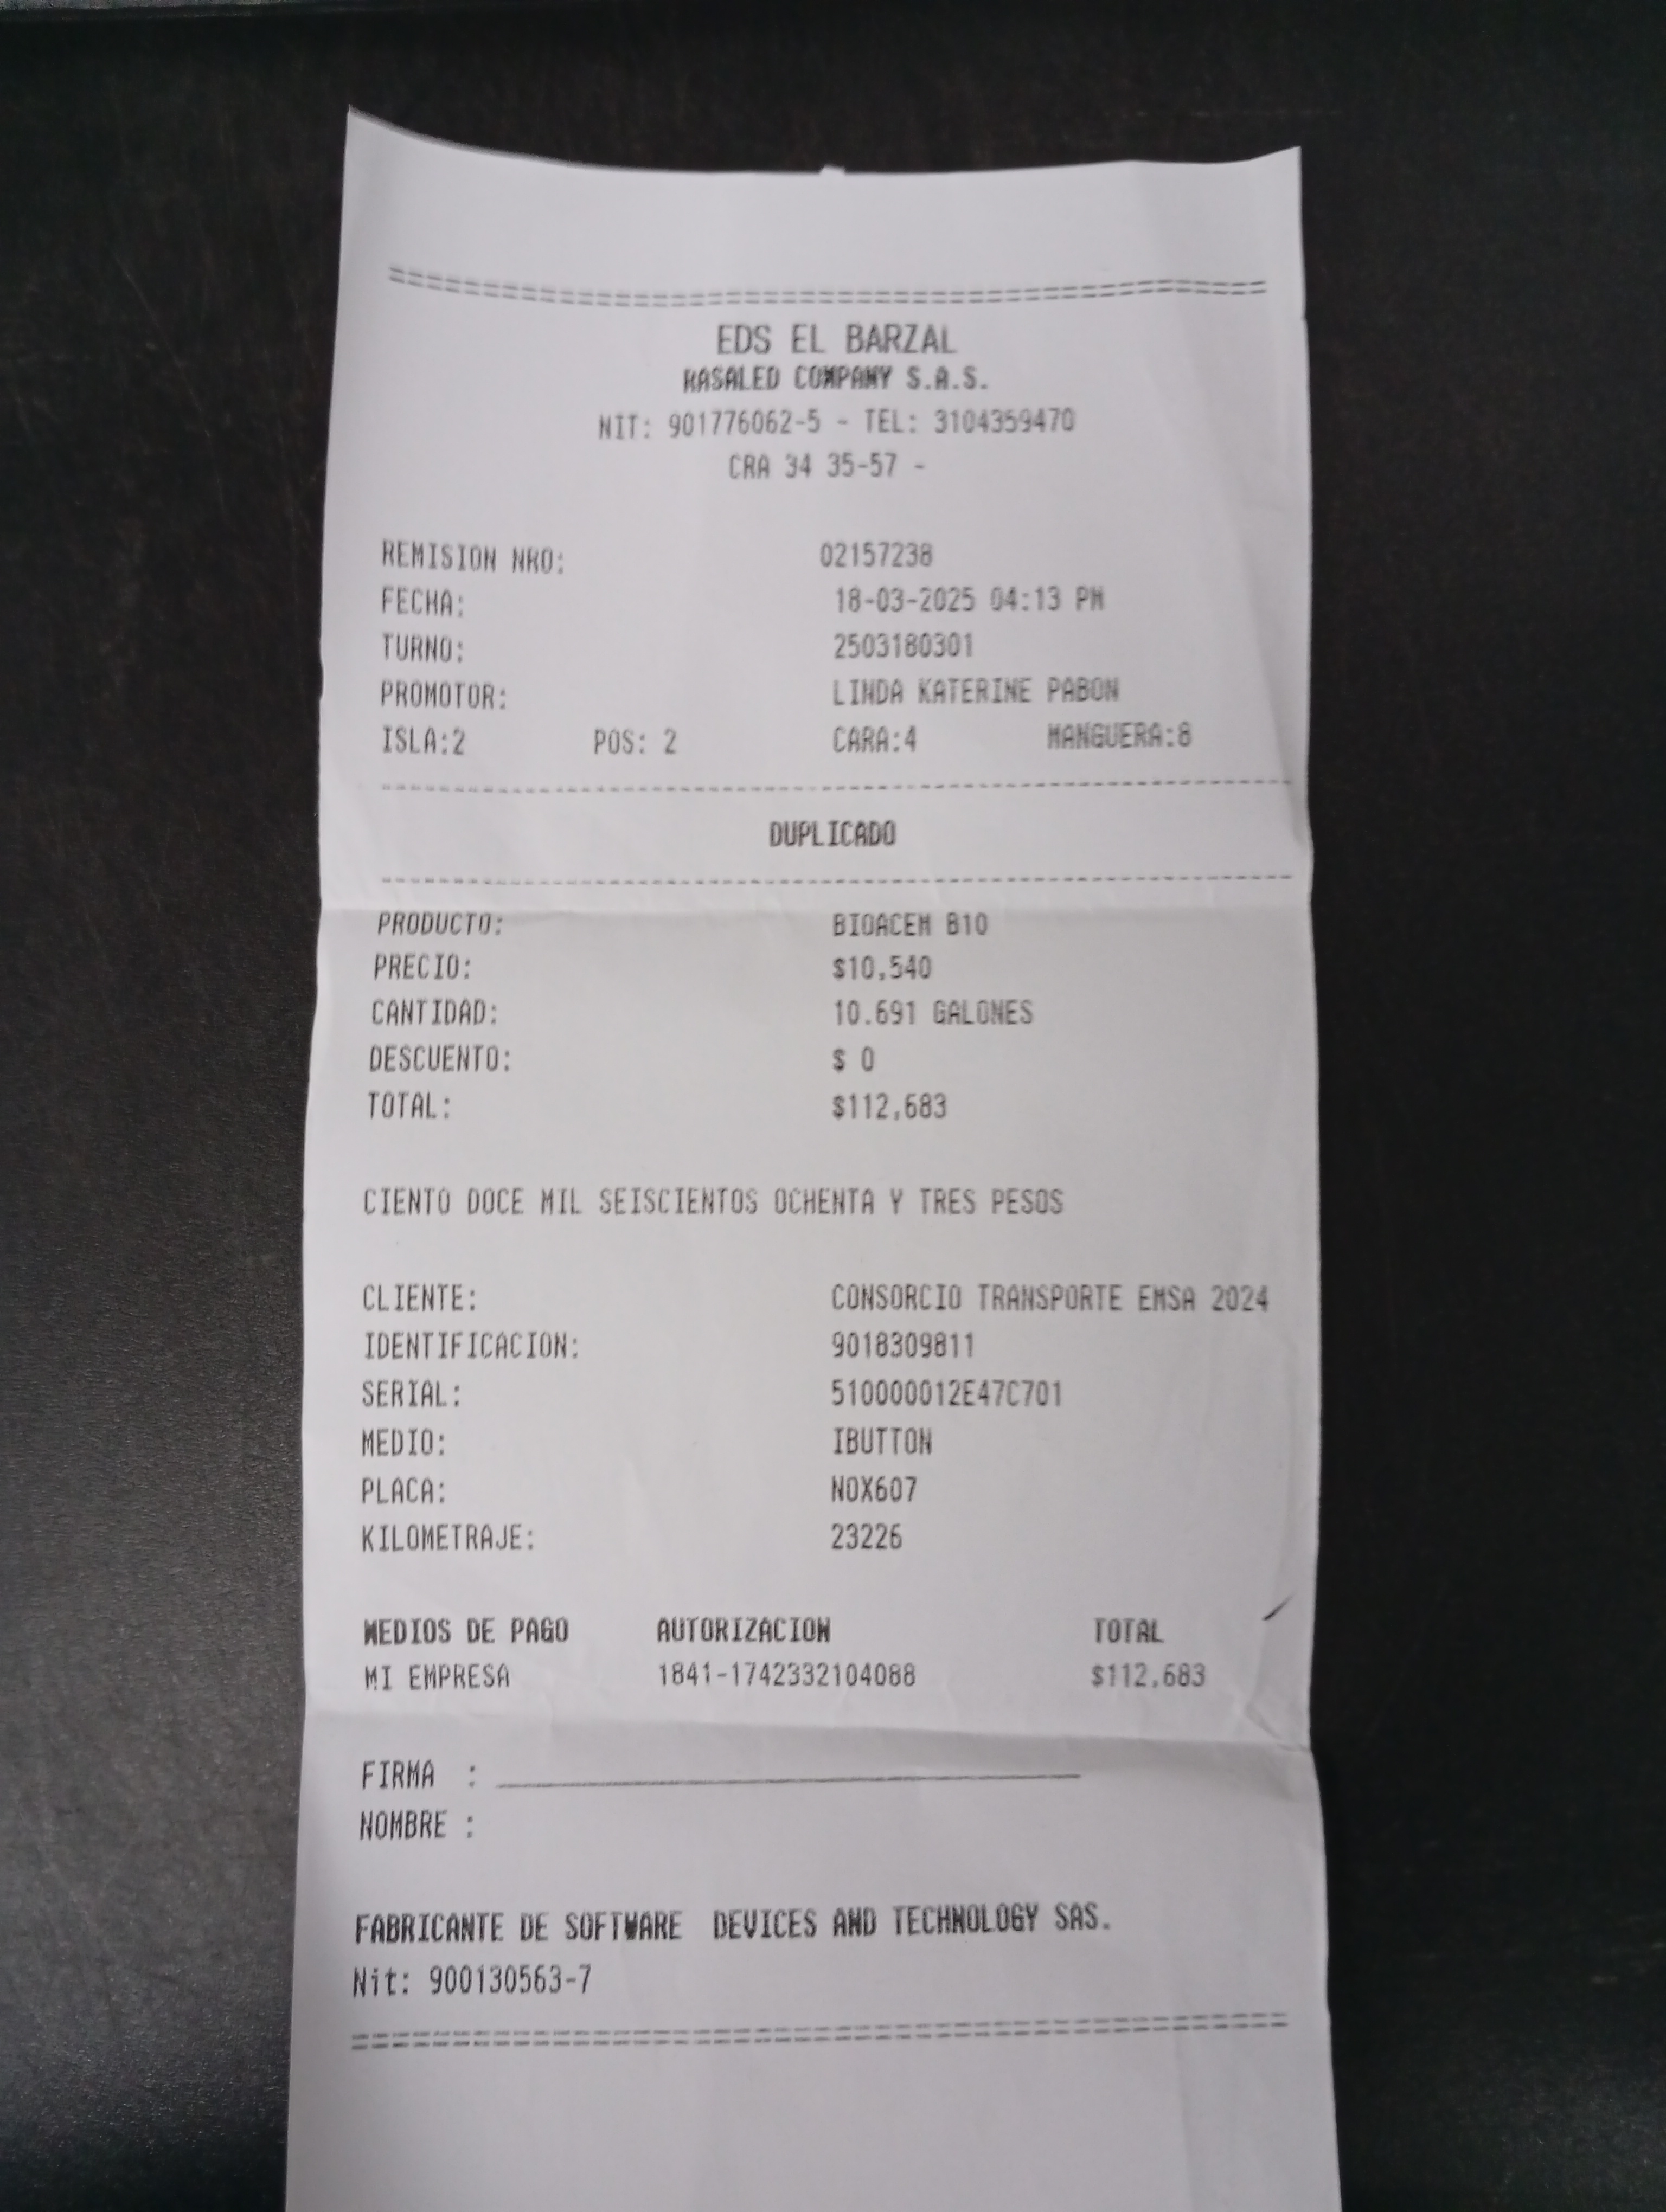 EDS EL BARZAL
RASALED COMPANY S.A.S.
NIT: 901776062-5 - TEL: 3104359470
CRA 34 35-57 -
REMISION NRO: 02157238
FECHA: 18-03-2025 04:13 PM
TURNO: 2503180301
PROMOTOR: LINDA KATERINE PABON
ISLA:2 POS: 2 CARA:4 MANGUERA:8
DUPLICADO
PRODUCTO: BIOACEM B10
PRECIO: $10,540
CANTIDAD: 10.691 GALONES
DESCUENTO: $ 0
TOTAL: $112,683
CIENTO DOCE MIL SEISCIENTOS OCHENTA Y TRES PESOS
CLIENTE: CONSORCIO TRANSPORTE EMSA 2024
IDENTIFICACION: 9018309811
SERIAL: 510000012E47C701
MEDIO: IBUTTON
PLACA: NOX607
KILOMETRAJE: 23226
MEDIOS DE PAGO AUTORIZACION TOTAL
MI EMPRESA 1841-1742332104088 $112,683
FIRMA :
NOMBRE :
FABRICANTE DE SOFTWARE DEVICES AND TECHNOLOGY SAS.
Nit: 900130563-7